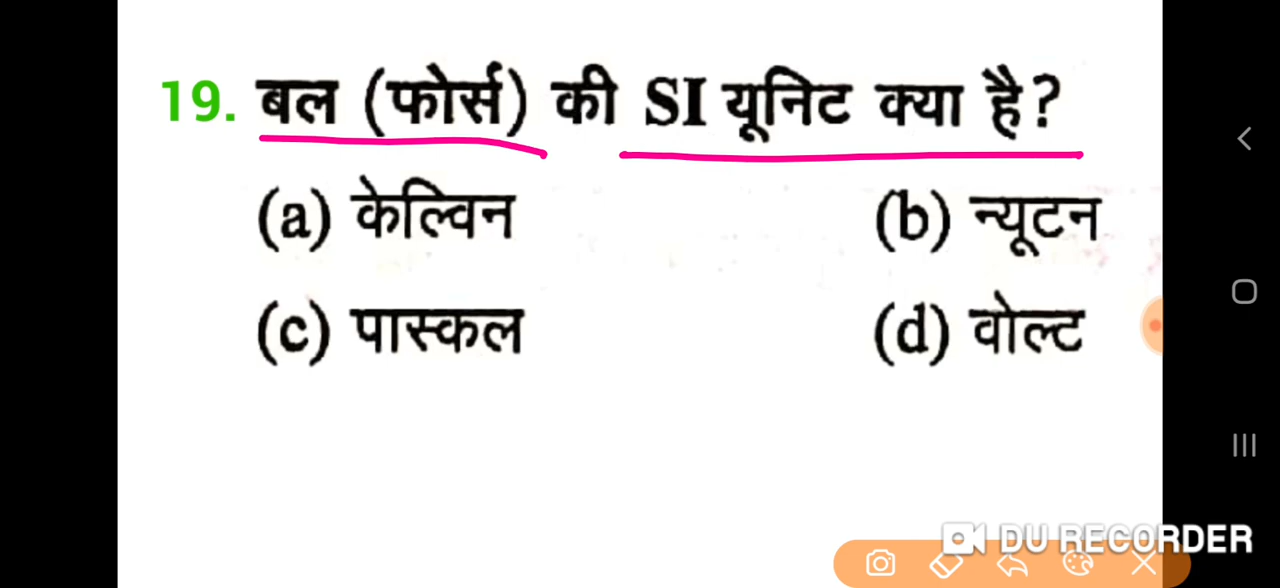 19. बल (फोर्स) की SI यूनिट क्या है?
(a) केल्विन (b) न्यूटन
(c) पास्कल (d) वोल्ट
DU RECORDER